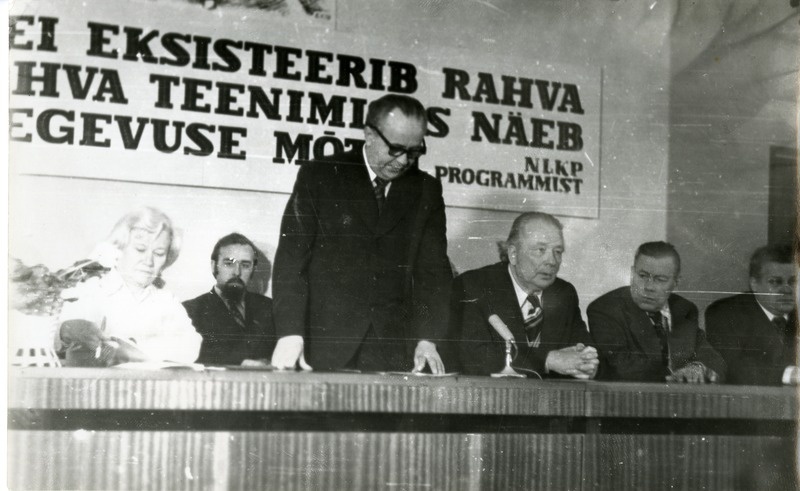 EI EKSISTEERIB RAHVA
HVA TEENIMI S NÄEB
EGEVUSE MÕT
NLKP
PROGRAMMIST